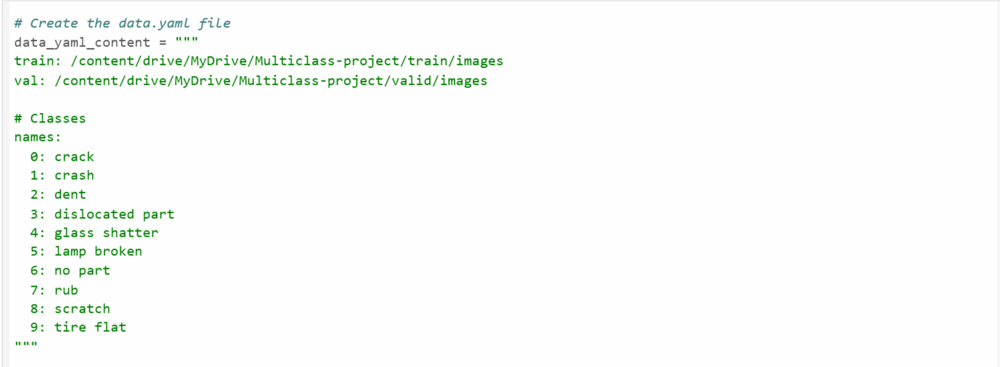 # Create the data.yaml file
data_yaml_content = """
train: /content/drive/MyDrive/Multiclass-project/train/images
val: /content/drive/MyDrive/Multiclass-project/valid/images

# Classes
names:
  0: crack
  1: crash
  2: dent
  3: dislocated part
  4: glass shatter
  5: lamp broken
  6: no part
  7: rub
  8: scratch
  9: tire flat
"""